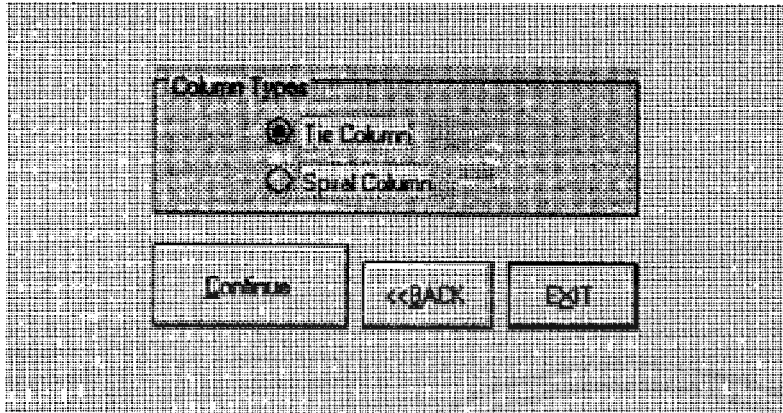 Column Types
Tie Column
Spiral Column
Continue
<<BACK
EXIT